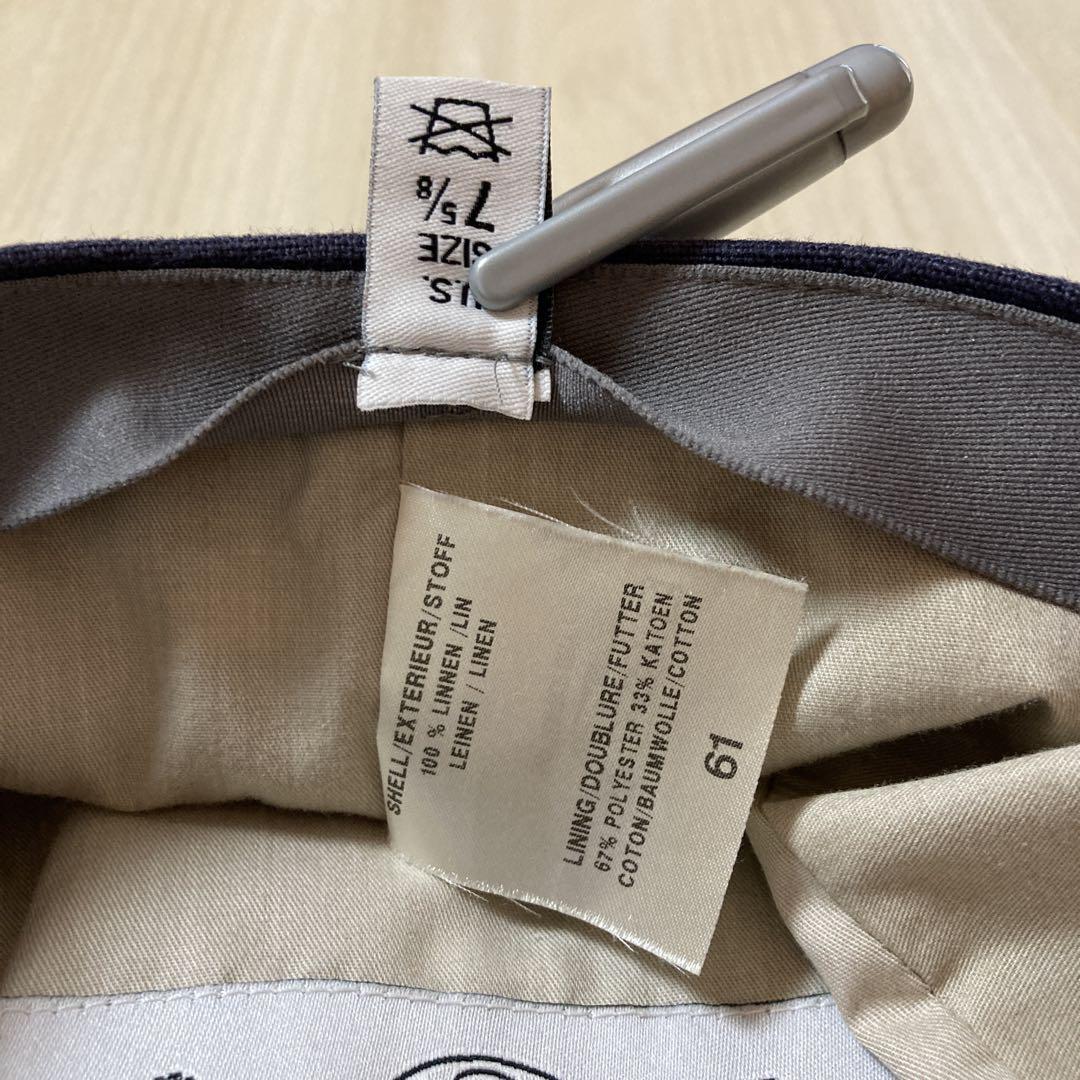 U.S.
SIZE
7 5/8
SHELL/EXTERIEUR/STOFF
100 % LINNEN /LIN
LEINEN / LINEN
LINING/DOUBLURE/FUTTER
67% POLYESTER 33% KATOEN
COTON/BAUMWOLLE/COTTON
61